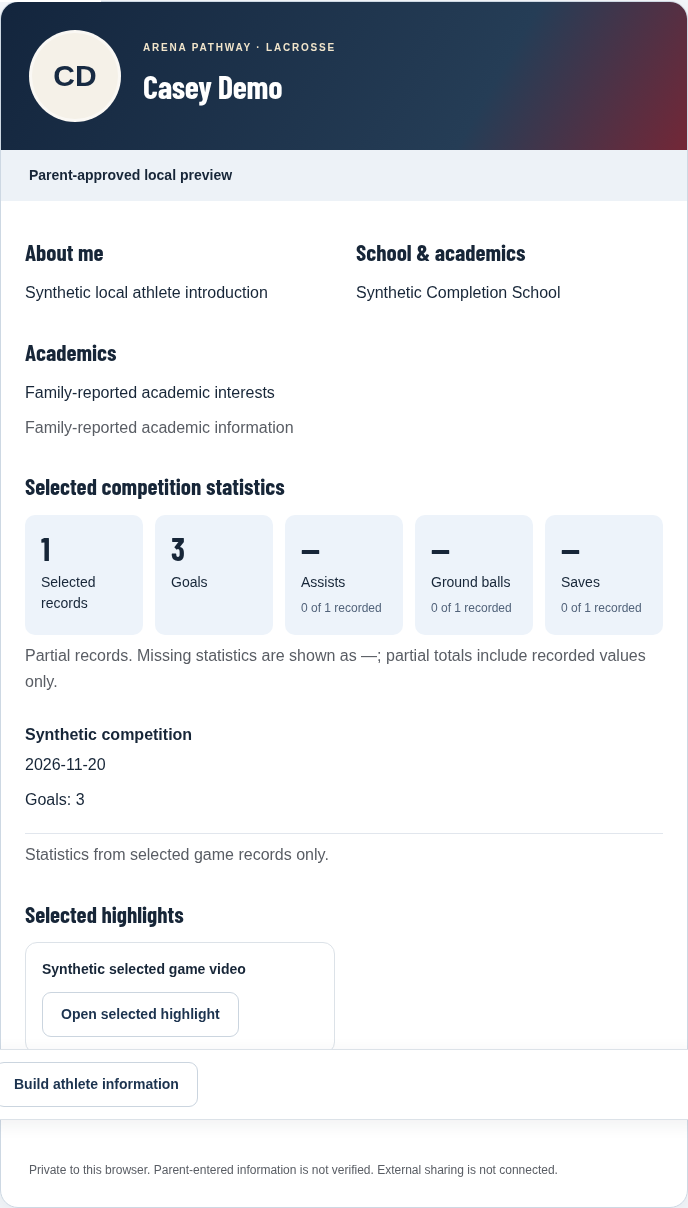 CD
ARENA PATHWAY · LACROSSE
Casey Demo
Parent-approved local preview
About me
Synthetic local athlete introduction
School & academics
Synthetic Completion School
Academics
Family-reported academic interests
Family-reported academic information
Selected competition statistics
1
Selected
records
3
Goals
—
Assists
0 of 1 recorded
—
Ground balls
0 of 1 recorded
—
Saves
0 of 1 recorded
Partial records. Missing statistics are shown as —; partial totals include recorded values
only.
Synthetic competition
2026-11-20
Goals: 3
Statistics from selected game records only.
Selected highlights
Synthetic selected game video
Open selected highlight
Build athlete information
Private to this browser. Parent-entered information is not verified. External sharing is not connected.